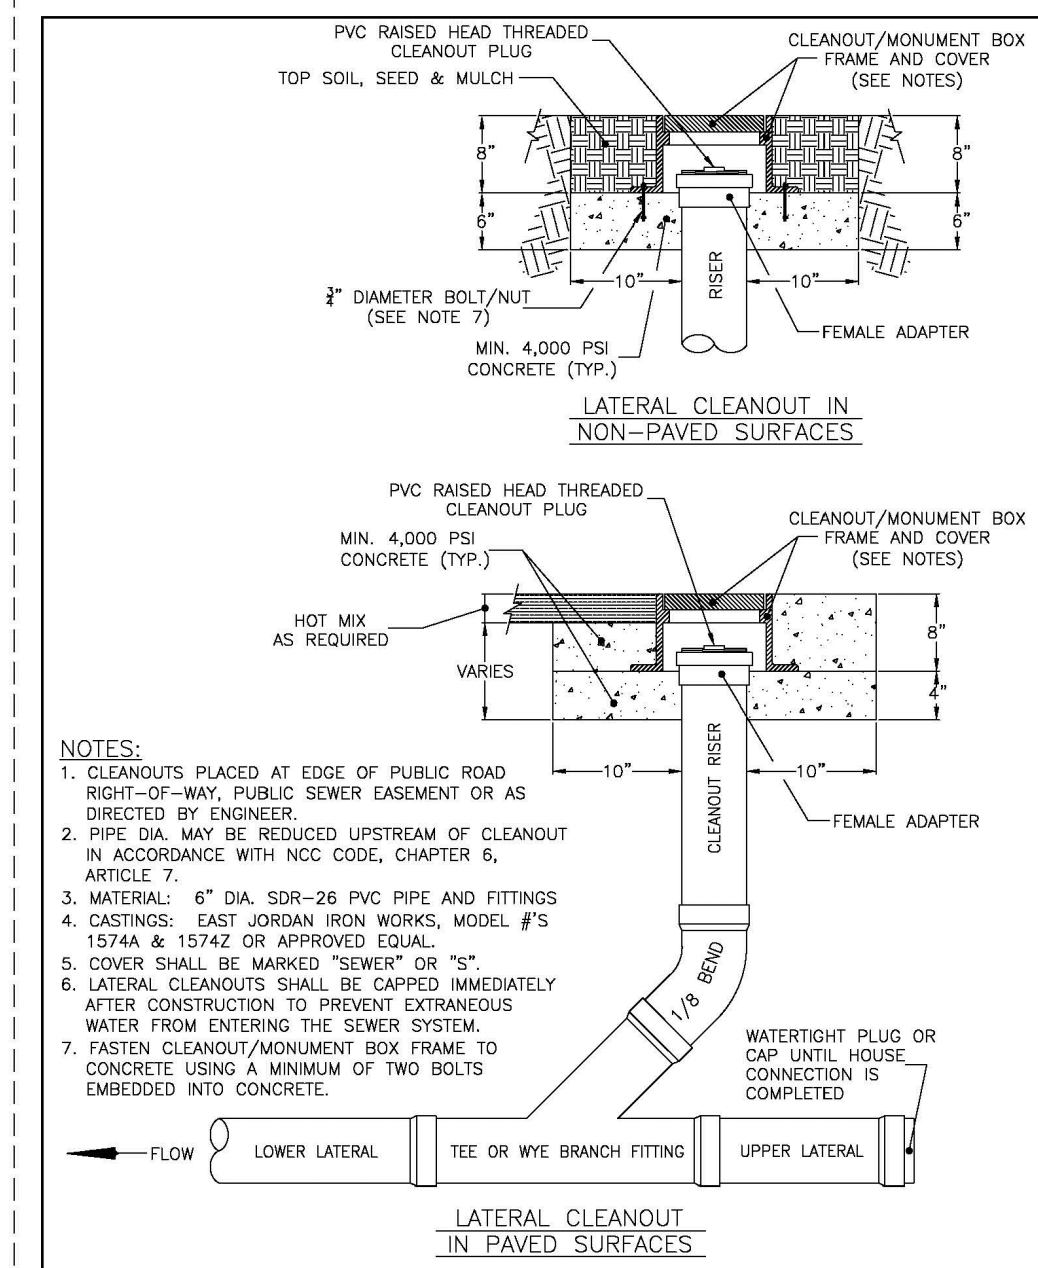 PVC RAISED HEAD THREADED
CLEANOUT PLUG
TOP SOIL, SEED & MULCH
CLEANOUT/MONUMENT BOX
FRAME AND COVER
(SEE NOTES)
8"
6"
8"
6"
10"
10"
RISER
3/4" DIAMETER BOLT/NUT
(SEE NOTE 7)
MIN. 4,000 PSI
CONCRETE (TYP.)
FEMALE ADAPTER
LATERAL CLEANOUT IN
NON-PAVED SURFACES
PVC RAISED HEAD THREADED
CLEANOUT PLUG
MIN. 4,000 PSI
CONCRETE (TYP.)
CLEANOUT/MONUMENT BOX
FRAME AND COVER
(SEE NOTES)
HOT MIX
AS REQUIRED
VARIES
8"
4"
10"
10"
CLEANOUT RISER
FEMALE ADAPTER
NOTES:
1. CLEANOUTS PLACED AT EDGE OF PUBLIC ROAD
RIGHT-OF-WAY, PUBLIC SEWER EASEMENT OR AS
DIRECTED BY ENGINEER.
2. PIPE DIA. MAY BE REDUCED UPSTREAM OF CLEANOUT
IN ACCORDANCE WITH NCC CODE, CHAPTER 6,
ARTICLE 7.
3. MATERIAL: 6" DIA. SDR-26 PVC PIPE AND FITTINGS
4. CASTINGS: EAST JORDAN IRON WORKS, MODEL #'S
1574A & 1574Z OR APPROVED EQUAL.
5. COVER SHALL BE MARKED "SEWER" OR "S".
6. LATERAL CLEANOUTS SHALL BE CAPPED IMMEDIATELY
AFTER CONSTRUCTION TO PREVENT EXTRANEOUS
WATER FROM ENTERING THE SEWER SYSTEM.
7. FASTEN CLEANOUT/MONUMENT BOX FRAME TO
CONCRETE USING A MINIMUM OF TWO BOLTS
EMBEDDED INTO CONCRETE.
1/8 BEND
WATERTIGHT PLUG OR
CAP UNTIL HOUSE
CONNECTION IS
COMPLETED
FLOW
LOWER LATERAL
TEE OR WYE BRANCH FITTING
UPPER LATERAL
LATERAL CLEANOUT
IN PAVED SURFACES